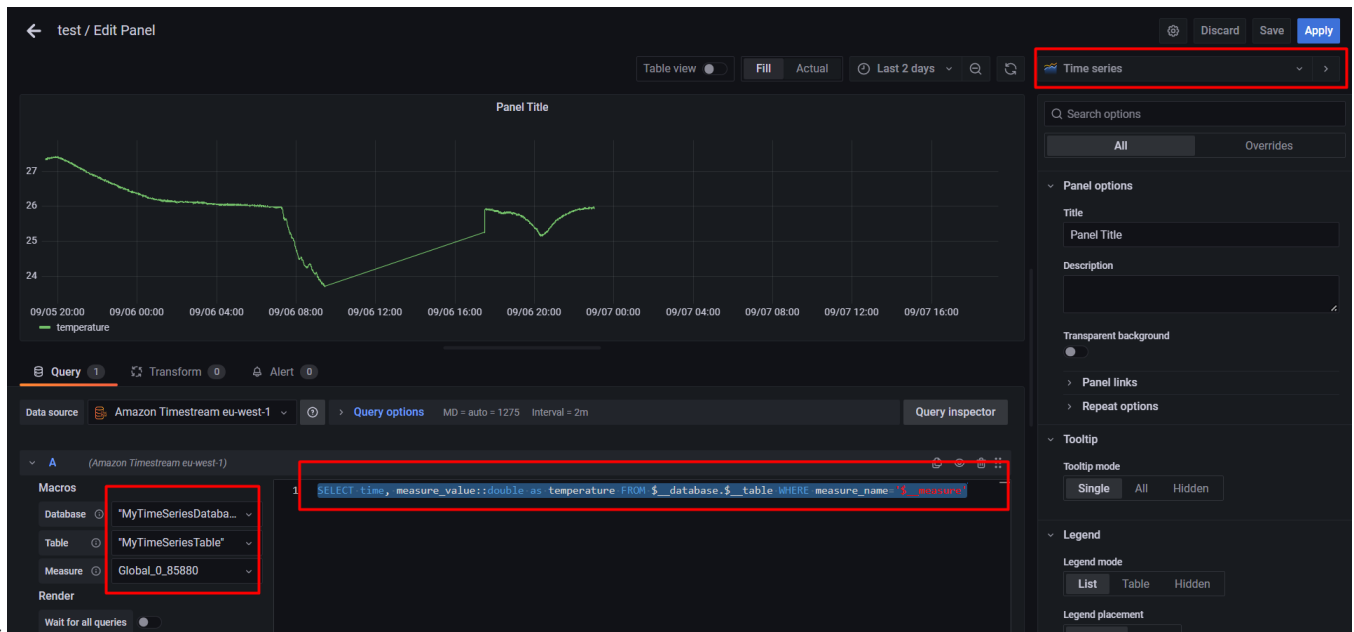 test / Edit Panel
Discard
Save
Apply
Table view
Fill
Actual
Last 2 days
Time series
Panel Title
27
26
25
24
09/05 20:00 09/06 00:00 09/06 04:00 09/06 08:00 09/06 12:00 09/06 16:00 09/06 20:00 09/07 00:00 09/07 04:00 09/07 08:00 09/07 12:00 09/07 16:00
temperature
Search options
All
Overrides
Panel options
Title
Panel Title
Description
Transparent background
Panel links
Repeat options
Tooltip
Tooltip mode
Single
All
Hidden
Legend
Legend mode
List
Table
Hidden
Legend placement
Query 1
Transform 0
Alert 0
Data source
Amazon Timestream eu-west-1
Query options
MD = auto = 1275
Interval = 2m
Query inspector
A
(Amazon Timestream eu-west-1)
Macros
Database
"MyTimeSeriesDataba...
Table
"MyTimeSeriesTable"
Measure
Global_0_85880
Render
Wait for all queries
1
SELECT time, measure_value::double as temperature FROM $__database.$__table WHERE measure_name='$__measure'